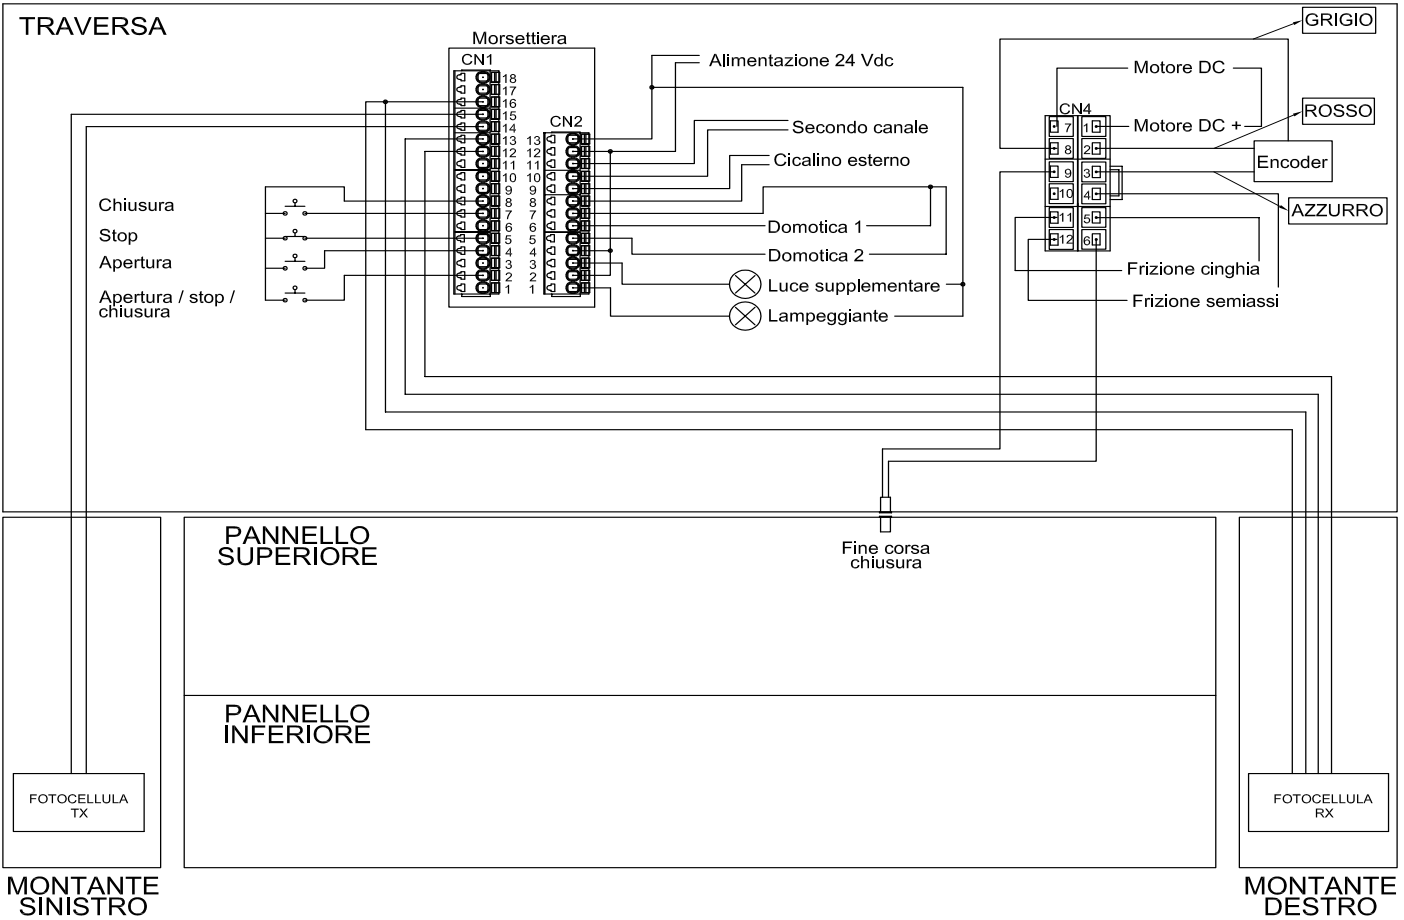 TRAVERSA
Morsettiera
CN1
18
17
16
15
14
13
12
11
10
9
8
7
6
5
4
3
2
1
CN2
13
12
11
10
9
8
7
6
5
4
3
2
1
Alimentazione 24 Vdc
Secondo canale
Cicalino esterno
Domotica 1
Domotica 2
Luce supplementare
Lampeggiante
Chiusura
Stop
Apertura
Apertura / stop /
chiusura
GRIGIO
Motore DC
CN4
Motore DC +
ROSSO
Encoder
AZZURRO
7 1
8 2
9 3
10 4
11 5
12 6
Frizione cinghia
Frizione semiassi
Fine corsa
chiusura
PANNELLO
SUPERIORE
PANNELLO
INFERIORE
FOTOCELLULA
TX
FOTOCELLULA
RX
MONTANTE
SINISTRO
MONTANTE
DESTRO